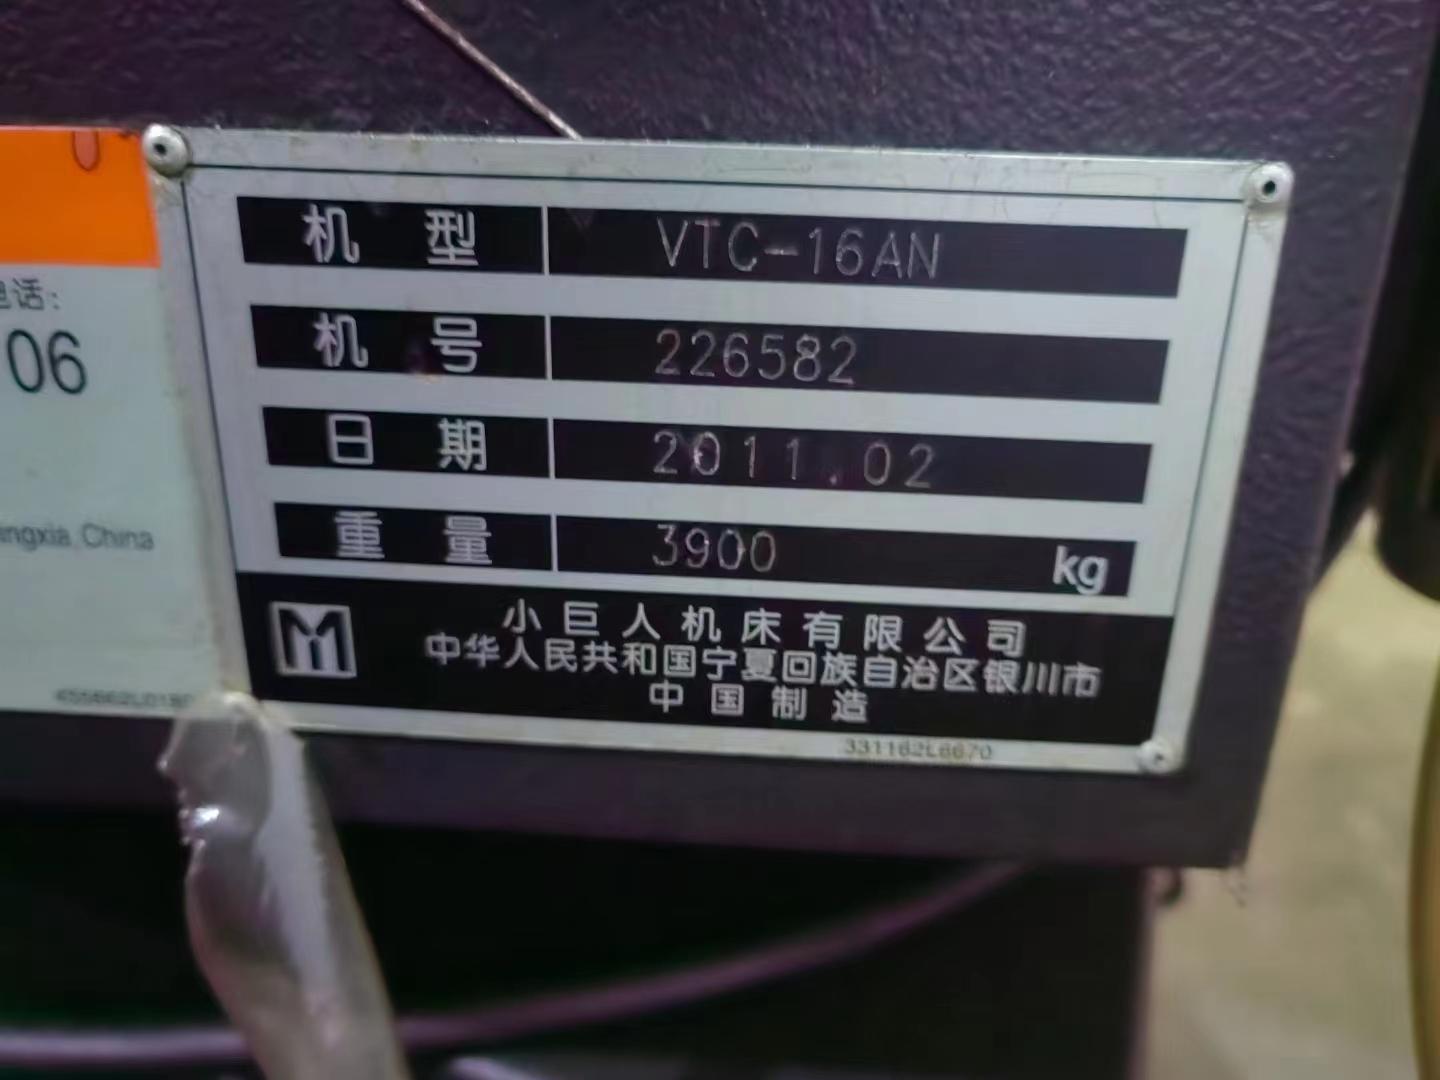 电话:
06
ingxia, China
机 型 VTC-16AN
机 号 226582
日 期 2011.02
重 量 3900 kg
小巨人机床有限公司
中华人民共和国宁夏回族自治区银川市
中国制造
331162L6670